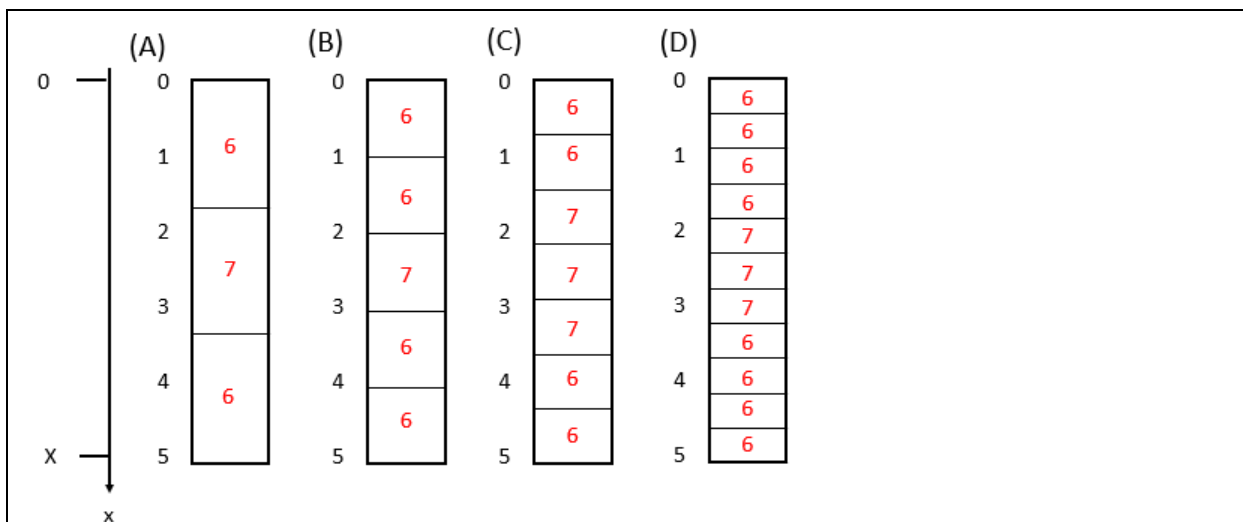 (A) (B) (C) (D)
0 0 0 0 0
6 6 6 6
6
1 1 1 1
6 6 6
6 6
2 2 2 2
7 7
7 7 7 7
3 3 3 3
7 7
6 6
4 4 4 4
6 6 6
6 6
6 6
X 5 5 5 5
x